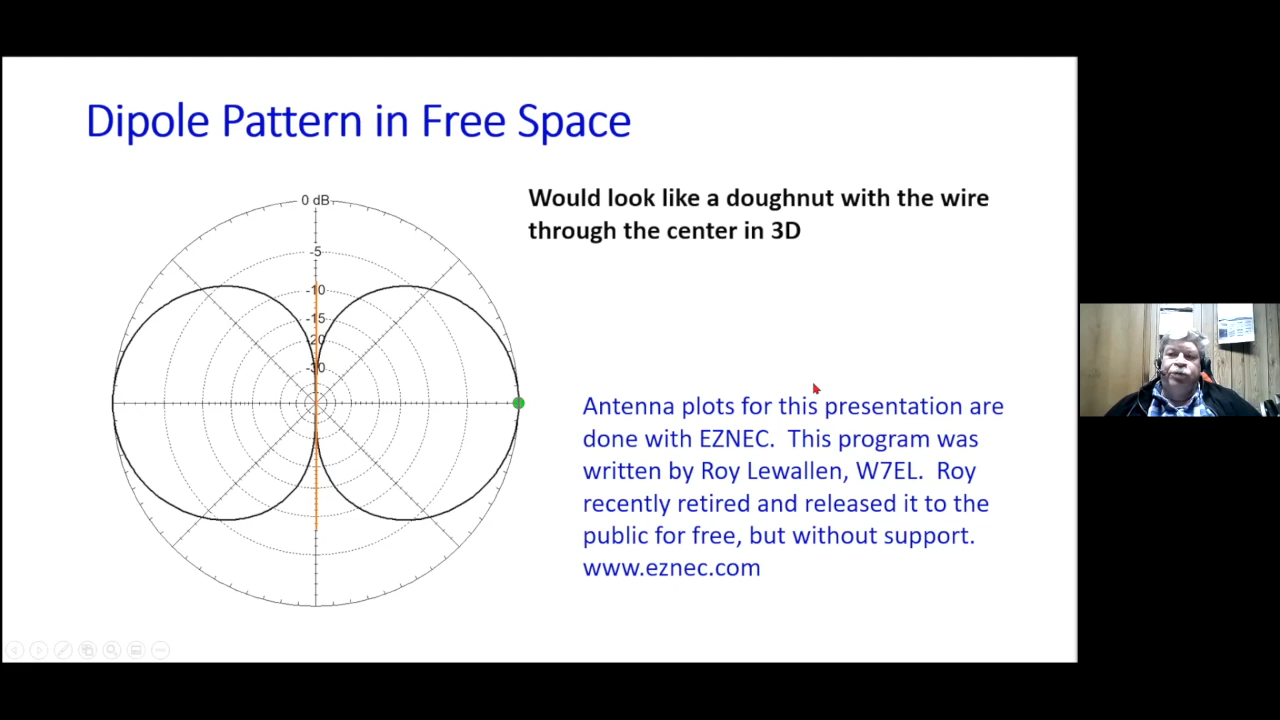 Dipole Pattern in Free Space
Would look like a doughnut with the wire
through the center in 3D
0 dB
-5
-10
-15
-20
-30
Antenna plots for this presentation are
done with EZNEC. This program was
written by Roy Lewallen, W7EL. Roy
recently retired and released it to the
public for free, but without support.
www.eznec.com